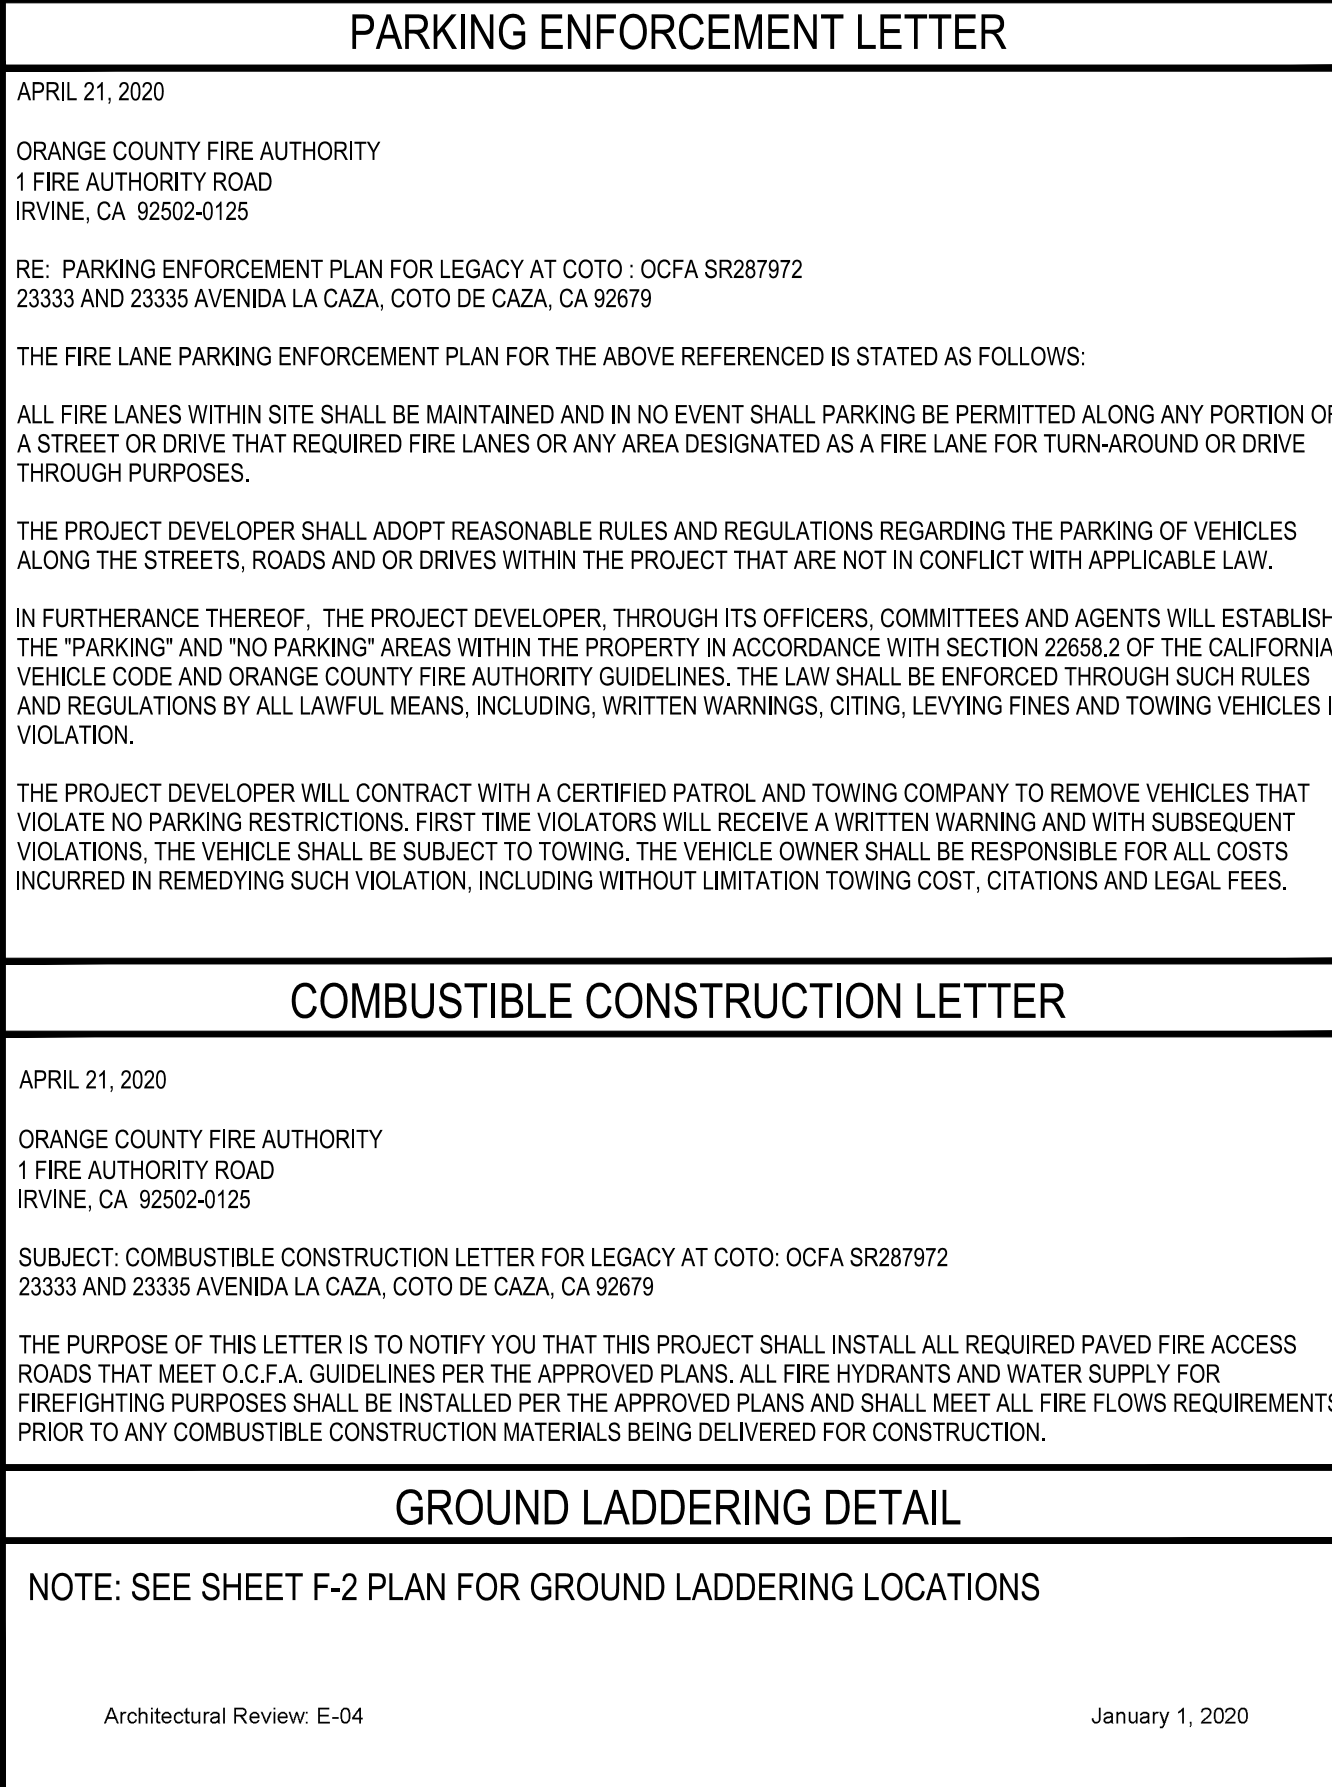 PARKING ENFORCEMENT LETTER
APRIL 21, 2020
ORANGE COUNTY FIRE AUTHORITY
1 FIRE AUTHORITY ROAD
IRVINE, CA  92502-0125
RE:  PARKING ENFORCEMENT PLAN FOR LEGACY AT COTO : OCFA SR287972
23333 AND 23335 AVENIDA LA CAZA, COTO DE CAZA, CA 92679
THE FIRE LANE PARKING ENFORCEMENT PLAN FOR THE ABOVE REFERENCED IS STATED AS FOLLOWS:
ALL FIRE LANES WITHIN SITE SHALL BE MAINTAINED AND IN NO EVENT SHALL PARKING BE PERMITTED ALONG ANY PORTION OF
A STREET OR DRIVE THAT REQUIRED FIRE LANES OR ANY AREA DESIGNATED AS A FIRE LANE FOR TURN-AROUND OR DRIVE
THROUGH PURPOSES.
THE PROJECT DEVELOPER SHALL ADOPT REASONABLE RULES AND REGULATIONS REGARDING THE PARKING OF VEHICLES
ALONG THE STREETS, ROADS AND OR DRIVES WITHIN THE PROJECT THAT ARE NOT IN CONFLICT WITH APPLICABLE LAW.
IN FURTHERANCE THEREOF,  THE PROJECT DEVELOPER, THROUGH ITS OFFICERS, COMMITTEES AND AGENTS WILL ESTABLISH
THE "PARKING" AND "NO PARKING" AREAS WITHIN THE PROPERTY IN ACCORDANCE WITH SECTION 22658.2 OF THE CALIFORNIA
VEHICLE CODE AND ORANGE COUNTY FIRE AUTHORITY GUIDELINES. THE LAW SHALL BE ENFORCED THROUGH SUCH RULES
AND REGULATIONS BY ALL LAWFUL MEANS, INCLUDING, WRITTEN WARNINGS, CITING, LEVYING FINES AND TOWING VEHICLES
VIOLATION.
THE PROJECT DEVELOPER WILL CONTRACT WITH A CERTIFIED PATROL AND TOWING COMPANY TO REMOVE VEHICLES THAT
VIOLATE NO PARKING RESTRICTIONS. FIRST TIME VIOLATORS WILL RECEIVE A WRITTEN WARNING AND WITH SUBSEQUENT
VIOLATIONS, THE VEHICLE SHALL BE SUBJECT TO TOWING. THE VEHICLE OWNER SHALL BE RESPONSIBLE FOR ALL COSTS
INCURRED IN REMEDYING SUCH VIOLATION, INCLUDING WITHOUT LIMITATION TOWING COST, CITATIONS AND LEGAL FEES.
COMBUSTIBLE CONSTRUCTION LETTER
APRIL 21, 2020
ORANGE COUNTY FIRE AUTHORITY
1 FIRE AUTHORITY ROAD
IRVINE, CA  92502-0125
SUBJECT: COMBUSTIBLE CONSTRUCTION LETTER FOR LEGACY AT COTO: OCFA SR287972
23333 AND 23335 AVENIDA LA CAZA, COTO DE CAZA, CA 92679
THE PURPOSE OF THIS LETTER IS TO NOTIFY YOU THAT THIS PROJECT SHALL INSTALL ALL REQUIRED PAVED FIRE ACCESS
ROADS THAT MEET O.C.F.A. GUIDELINES PER THE APPROVED PLANS. ALL FIRE HYDRANTS AND WATER SUPPLY FOR
FIREFIGHTING PURPOSES SHALL BE INSTALLED PER THE APPROVED PLANS AND SHALL MEET ALL FIRE FLOWS REQUIREMENTS
PRIOR TO ANY COMBUSTIBLE CONSTRUCTION MATERIALS BEING DELIVERED FOR CONSTRUCTION.
GROUND LADDERING DETAIL
NOTE: SEE SHEET F-2 PLAN FOR GROUND LADDERING LOCATIONS
Architectural Review: E-04
January 1, 2020